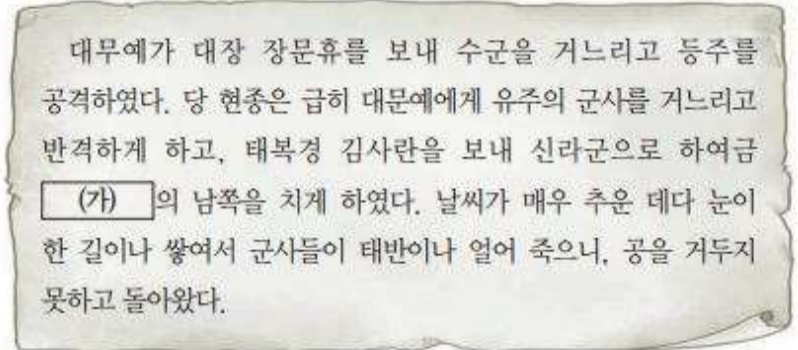 대무예가 대장 장문휴를 보내 수군을 거느리고 등주를
공격하였다. 당 현종은 급히 대문예에게 유주의 군사를 거느리고
반격하게 하고, 태복경 김사란을 보내 신라군으로 하여금
(가) 의 남쪽을 치게 하였다. 날씨가 매우 추운 데다 눈이
한 길이나 쌓여서 군사들이 태반이나 얼어 죽으니, 공을 거두지
못하고 돌아왔다.